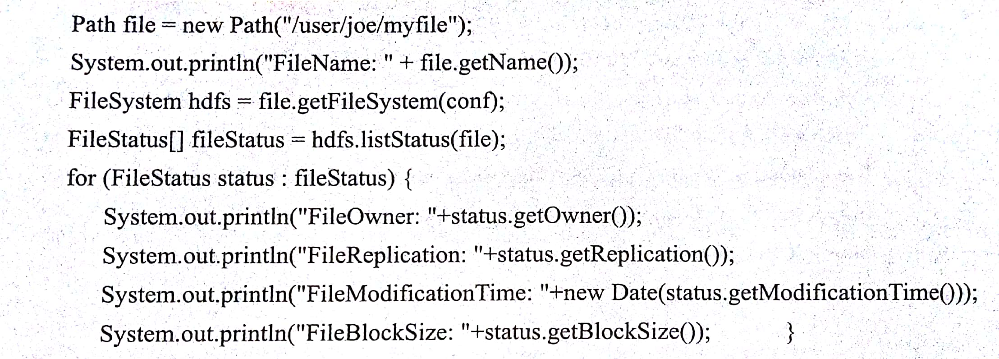 Path file = new Path("/user/joe/myfile");
System.out.println("FileName: " + file.getName());
FileSystem hdfs = file.getFileSystem(conf);
FileStatus[] fileStatus = hdfs.listStatus(file);
for (FileStatus status : fileStatus) {
System.out.println("FileOwner: "+status.getOwner());
System.out.println("FileReplication: "+status.getReplication());
System.out.println("FileModificationTime: "+new Date(status.getModificationTime()));
System.out.println("FileBlockSize: "+status.getBlockSize()); }